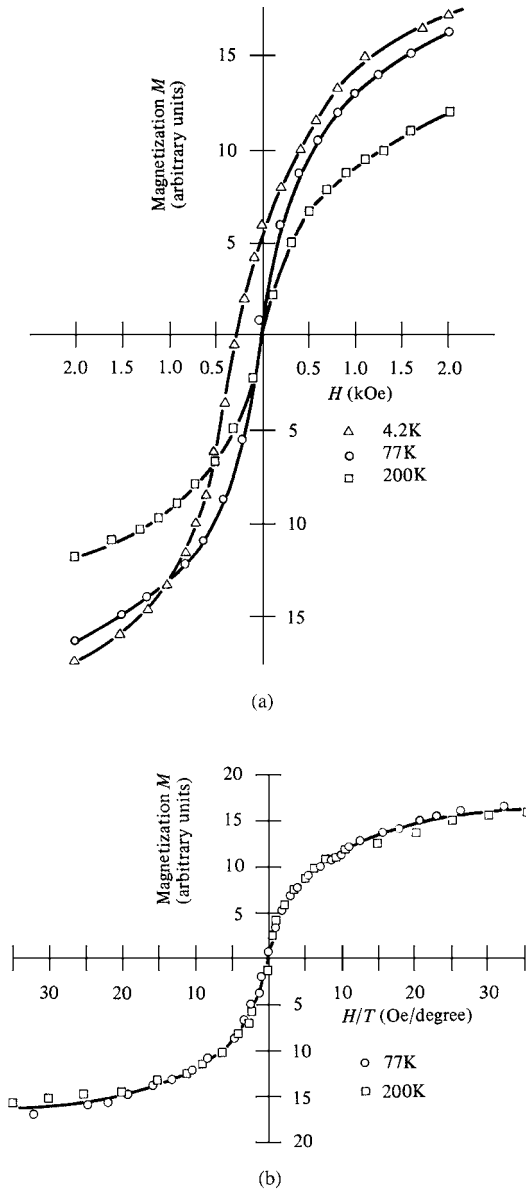 Magnetization M
(arbitrary units)
15
10
5
2.0 1.5 1.0 0.5 0.5 1.0 1.5 2.0
H (kOe)
△ 4.2K
○ 77K
□ 200K
5
10
15
(a)
Magnetization M
(arbitrary units)
20
15
10
5
30 20 10 10 20 30
H/T (Oe/degree)
5
10
15
20
○ 77K
□ 200K
(b)